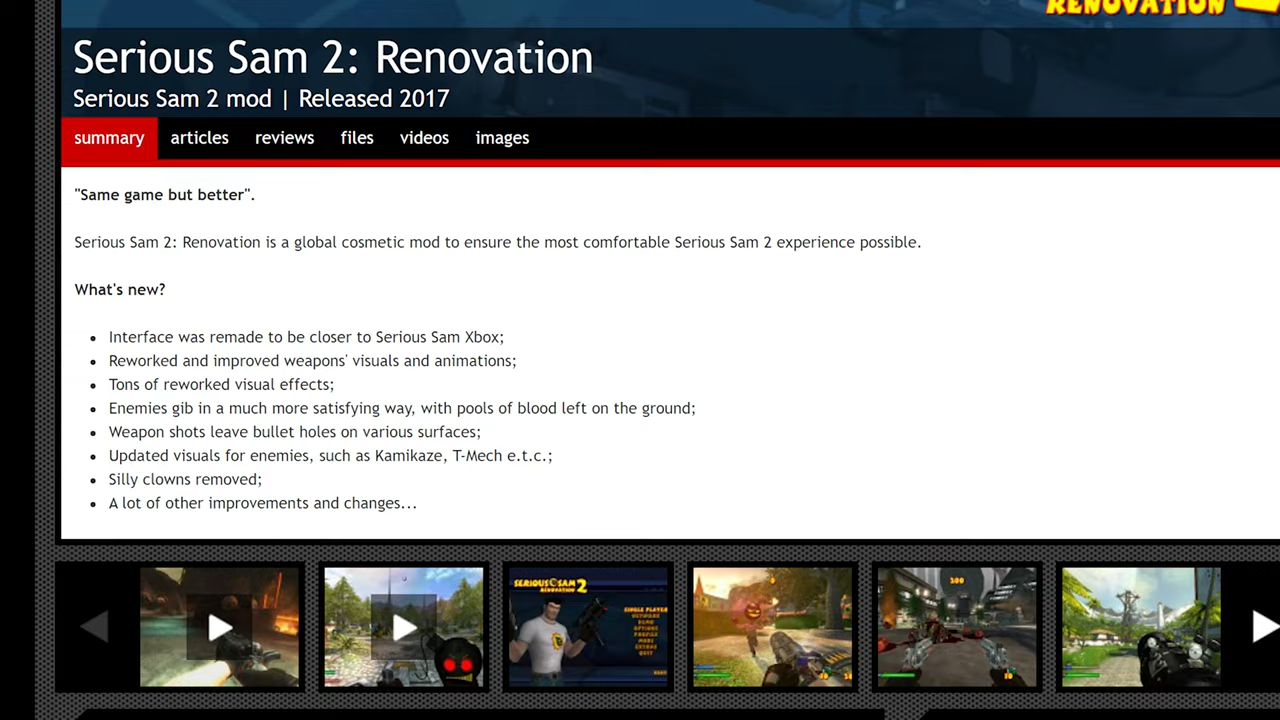 RENOVATION
Serious Sam 2: Renovation
Serious Sam 2 mod | Released 2017
summary articles reviews files videos images
"Same game but better".
Serious Sam 2: Renovation is a global cosmetic mod to ensure the most comfortable Serious Sam 2 experience possible.
What's new?
• Interface was remade to be closer to Serious Sam Xbox;
• Reworked and improved weapons' visuals and animations;
• Tons of reworked visual effects;
• Enemies gib in a much more satisfying way, with pools of blood left on the ground;
• Weapon shots leave bullet holes on various surfaces;
• Updated visuals for enemies, such as Kamikaze, T-Mech e.t.c.;
• Silly clowns removed;
• A lot of other improvements and changes...
SERIOUS SAM 2
RENOVATION
SINGLE PLAYER
OPTIONS
PROFILE
MODS
EXTRAS
QUIT